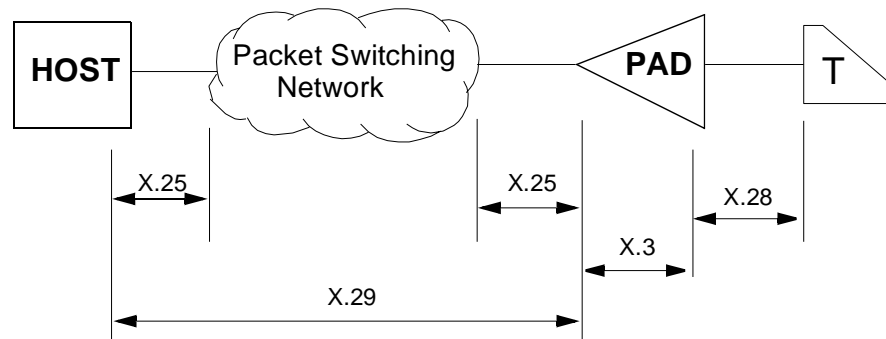 HOST
Packet Switching
Network
PAD
T
X.25
X.25
X.28
X.3
X.29